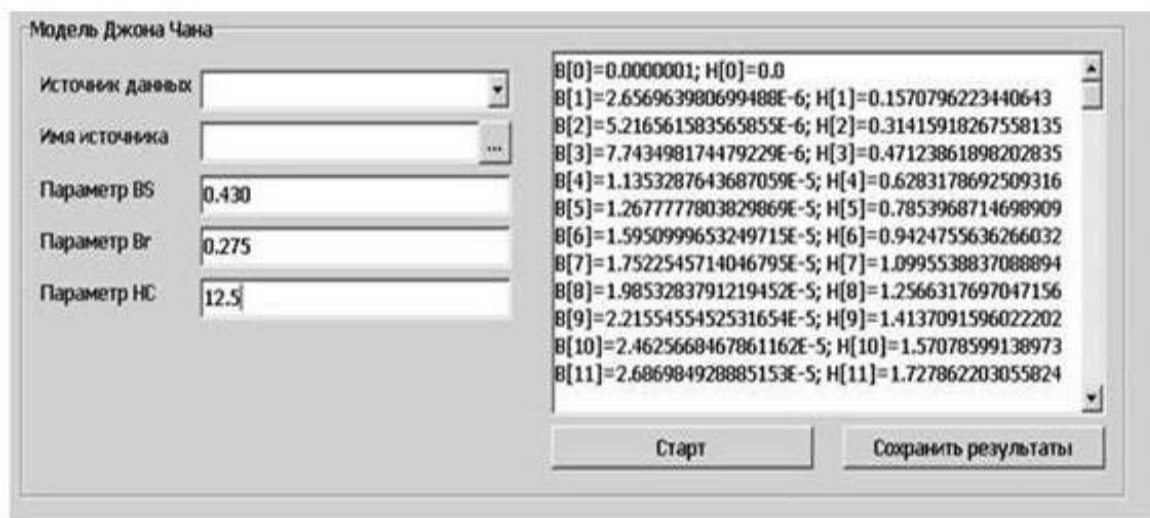 Модель Джона Чана
Источник данных
Имя источника
...
Параметр BS
0.430
Параметр Br
0.275
Параметр HC
12.5
B[0]=0.0000001; H[0]=0.0
B[1]=2.656963980699488E-6; H[1]=0.1570796223440643
B[2]=5.216561583565855E-6; H[2]=0.31415918267558135
B[3]=7.743498174479229E-6; H[3]=0.47123861898202835
B[4]=1.1353287643687059E-5; H[4]=0.6283178692509316
B[5]=1.2677777803829869E-5; H[5]=0.7853968714698909
B[6]=1.5950999653249715E-5; H[6]=0.9424755636266032
B[7]=1.7522545714046795E-5; H[7]=1.0995538837088894
B[8]=1.9853283791219452E-5; H[8]=1.2566317697047156
B[9]=2.2155455452531654E-5; H[9]=1.4137091596022202
B[10]=2.4625668467861162E-5; H[10]=1.57078599138973
B[11]=2.686984928885153E-5; H[11]=1.727862203055824
Старт
Сохранить результаты